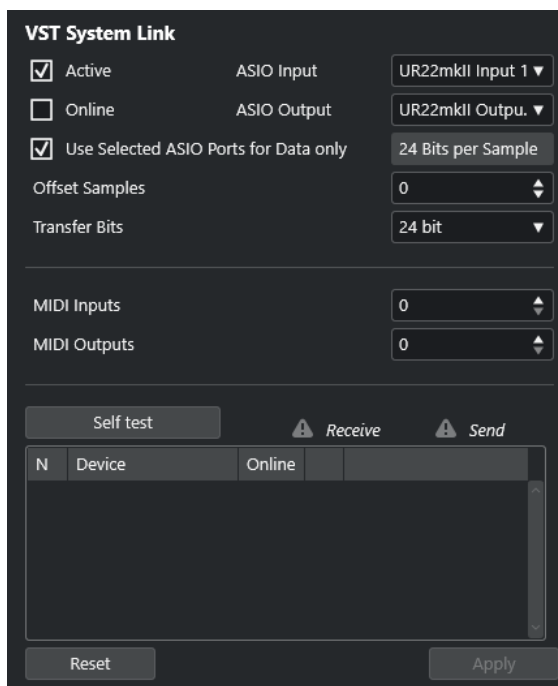 VST System Link
Active ASIO Input UR22mkII Input 1
Online ASIO Output UR22mkII Outpu.
Use Selected ASIO Ports for Data only 24 Bits per Sample
Offset Samples 0
Transfer Bits 24 bit
MIDI Inputs 0
MIDI Outputs 0
Self test Receive Send
N Device Online
Reset Apply